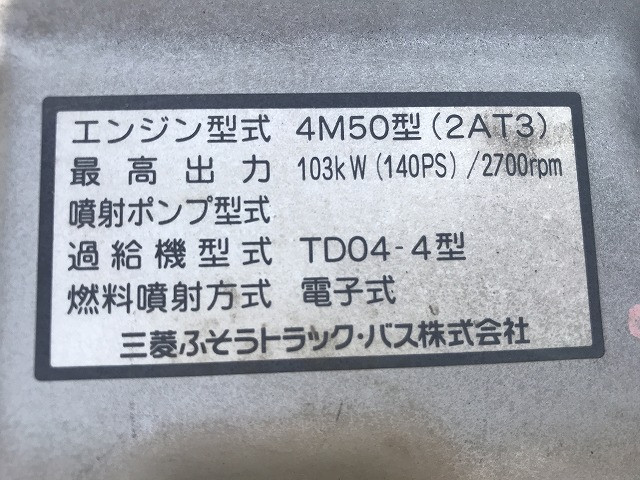 エンジン型式 4M50型(2AT3)
最高出力 103kW(140PS)/2700rpm
噴射ポンプ型式
過給機型式 TD04-4型
燃料噴射方式 電子式
三菱ふそうトラック・バス株式会社